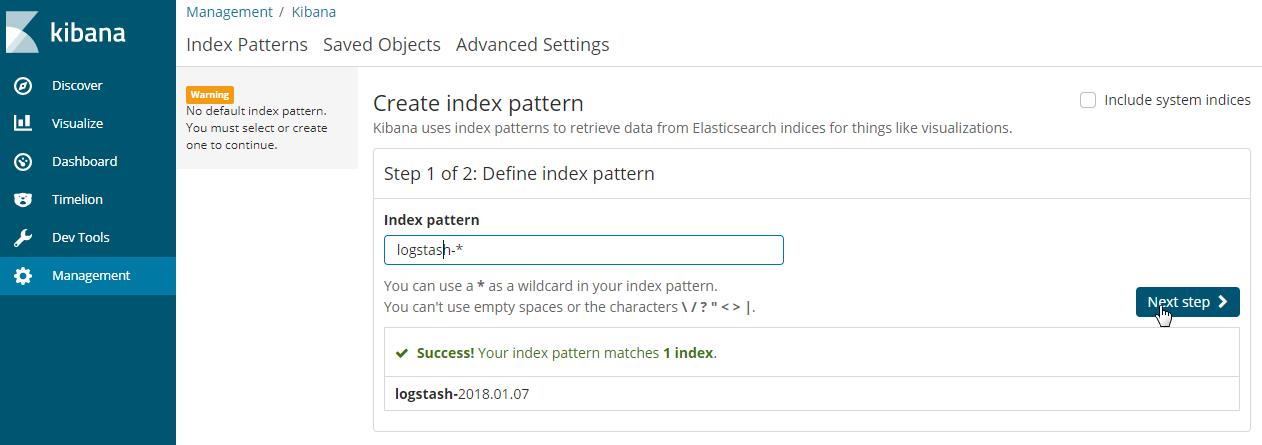 kibana
Discover
Visualize
Dashboard
Timelion
Dev Tools
Management
Management / Kibana
Index Patterns Saved Objects Advanced Settings
Warning
No default index pattern.
You must select or create
one to continue.
Create index pattern
Include system indices
Kibana uses index patterns to retrieve data from Elasticsearch indices for things like visualizations.
Step 1 of 2: Define index pattern
Index pattern
logstash-*
You can use a * as a wildcard in your index pattern.
You can't use empty spaces or the characters \ / ? " < > |.
Next step
Success! Your index pattern matches 1 index.
logstash-2018.01.07